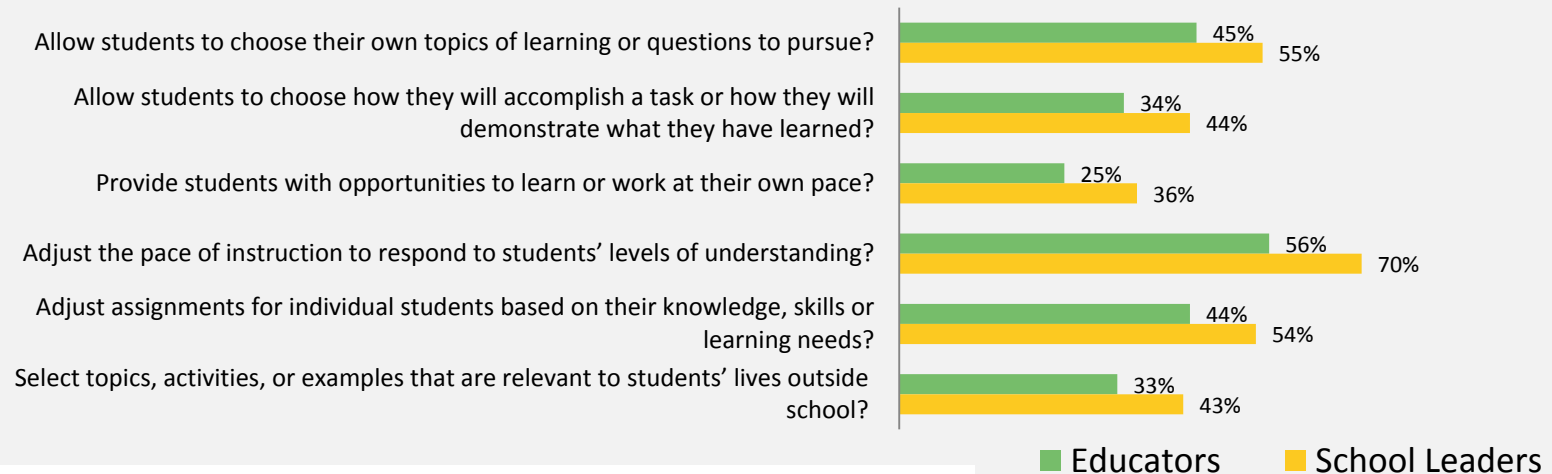 Allow students to choose their own topics of learning or questions to pursue?
45%
55%
Allow students to choose how they will accomplish a task or how they will
demonstrate what they have learned?
34%
44%
Provide students with opportunities to learn or work at their own pace?
25%
36%
Adjust the pace of instruction to respond to students’ levels of understanding?
56%
70%
Adjust assignments for individual students based on their knowledge, skills or
learning needs?
44%
54%
Select topics, activities, or examples that are relevant to students’ lives outside
school?
33%
43%
Educators
School Leaders